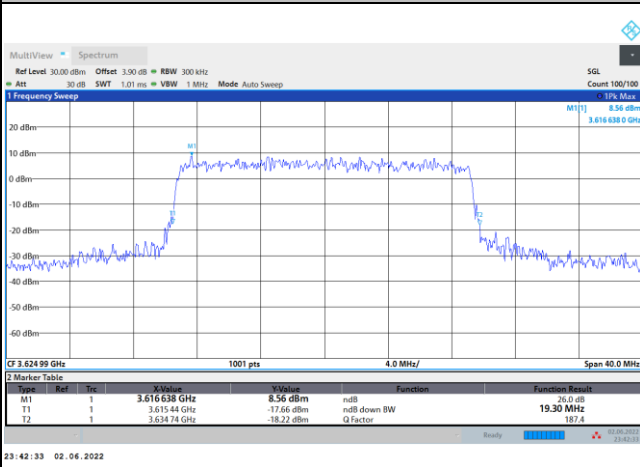 MultiView Spectrum
Ref Level 30.00 dBm Offset 3.90 dB RBW 300 kHz SGL
Att 30 dB SWT 1.01 ms VBW 1 MHz Mode Auto Sweep Count 100/100
1 Frequency Sweep 1Pk Max
M1[1] 8.56 dBm
3.616 638 0 GHz
20 dBm
M1
10 dBm
0 dBm
-10 dBm
T1 T2
-20 dBm
-30 dBm
-40 dBm
-50 dBm
-60 dBm
CF 3.624 99 GHz 1001 pts 4.0 MHz/ Span 40.0 MHz
2 Marker Table
Type Ref Trc X-Value Y-Value Function Function Result
M1 1 3.616 638 GHz 8.56 dBm ndB 26.0 dB
T1 1 3.615 44 GHz -17.66 dBm ndB down BW 19.30 MHz
T2 1 3.634 74 GHz -18.22 dBm Q Factor 187.4
Ready 02.06.2022
23:42:33
23:42:33 02.06.2022